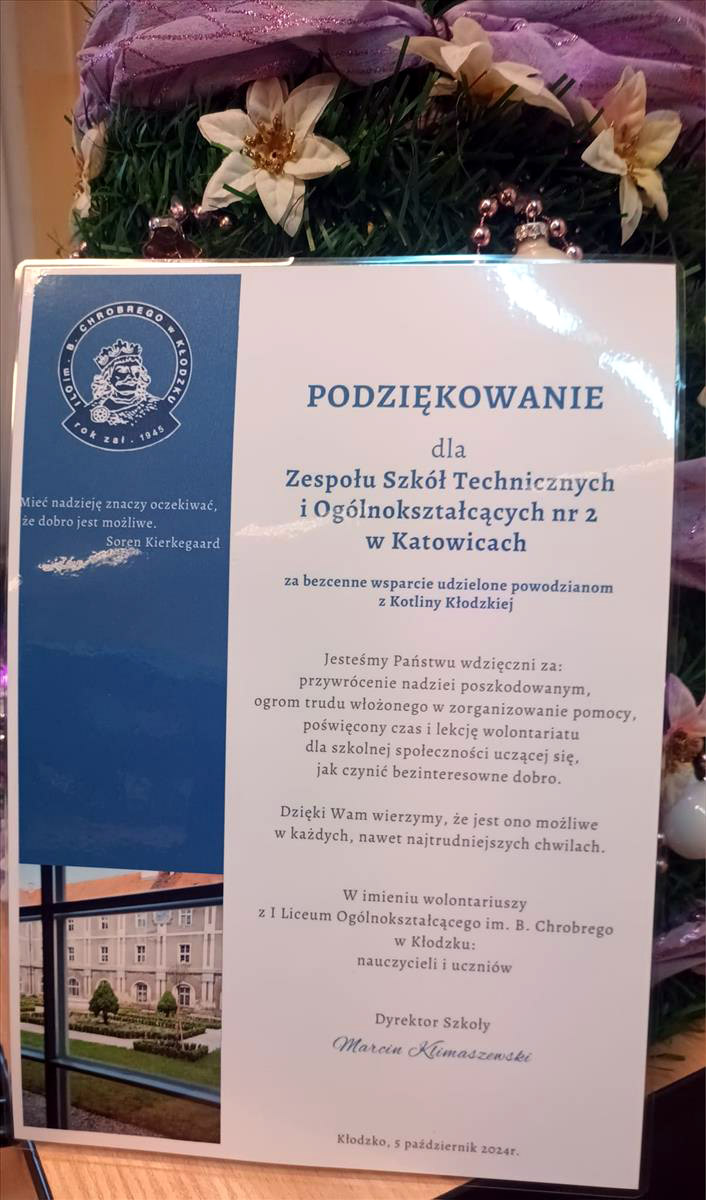 I LO im. B. CHROBREGO w KŁODZKU
rok zał. 1945
Mieć nadzieję znaczy oczekiwać,
że dobro jest możliwe.
Soren Kierkegaard
PODZIĘKOWANIE
dla
Zespołu Szkół Technicznych
i Ogólnokształcących nr 2
w Katowicach
za bezcenne wsparcie udzielone powodzianom
z Kotliny Kłodzkiej
Jesteśmy Państwu wdzięczni za:
przywrócenie nadziei poszkodowanym,
ogrom trudu włożonego w zorganizowanie pomocy,
poświęcony czas i lekcję wolontariatu
dla szkolnej społeczności uczącej się,
jak czynić bezinteresowne dobro.
Dzięki Wam wierzymy, że jest ono możliwe
w każdych, nawet najtrudniejszych chwilach.
W imieniu wolontariuszy
z I Liceum Ogólnokształcącego im. B. Chrobrego
w Kłodzku:
nauczycieli i uczniów
Dyrektor Szkoły
Marcin Klimaszewski
Kłodzko, 5 październik 2024r.